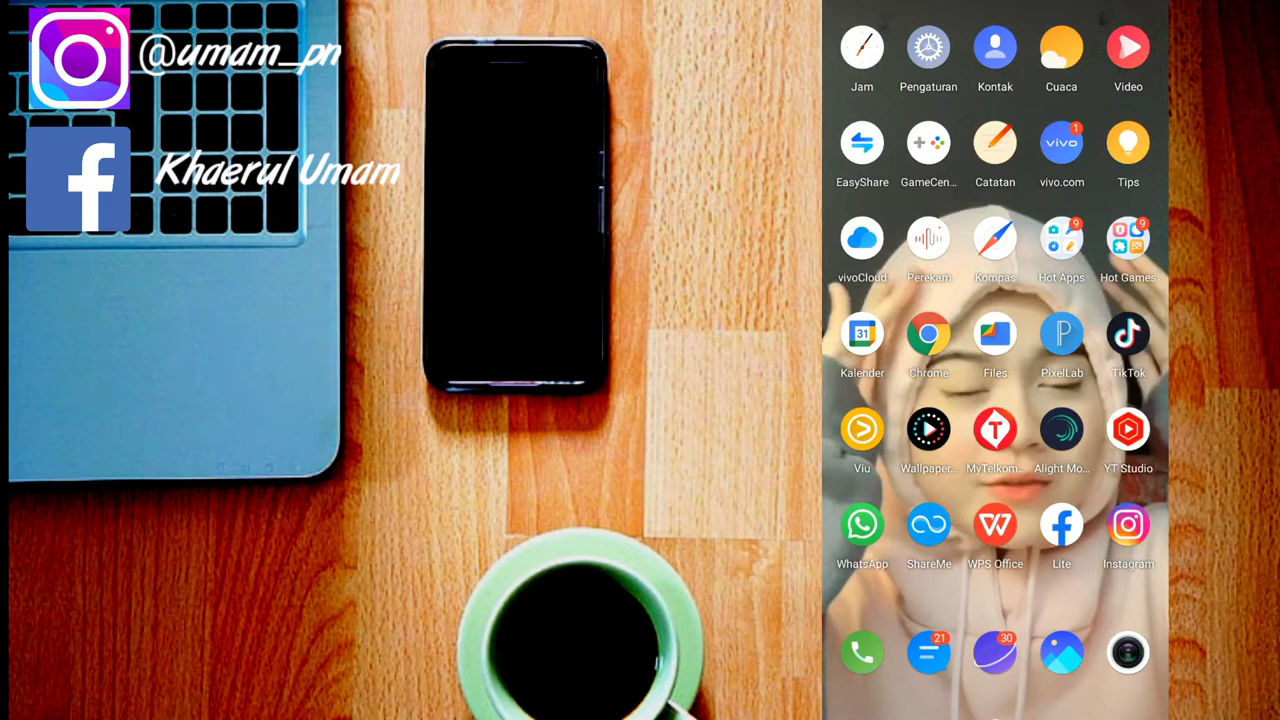 @umam_pn
Khaerul Umam
Jam
Pengaturan
Kontak
Cuaca
Video
1
vivo
EasyShare
GameCen...
Catatan
vivo.com
Tips
9
9
vivoCloud
Perekam
Kompas
Hot Apps
Hot Games
31
Kalender
Chrome
Files
PixelLab
TikTok
Viu
Wallpaper...
MyTelkom...
Alight Mo...
YT Studio
WhatsApp
ShareMe
WPS Office
Lite
Instagram
21
30